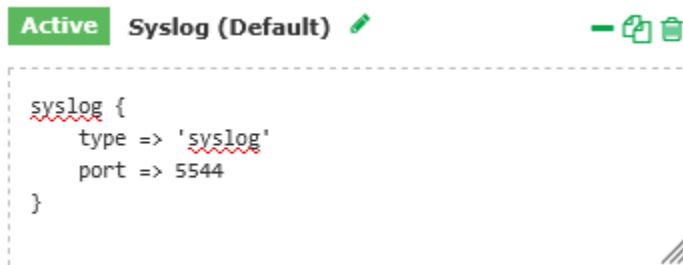 Active Syslog (Default)
syslog {
    type => 'syslog'
    port => 5544
}